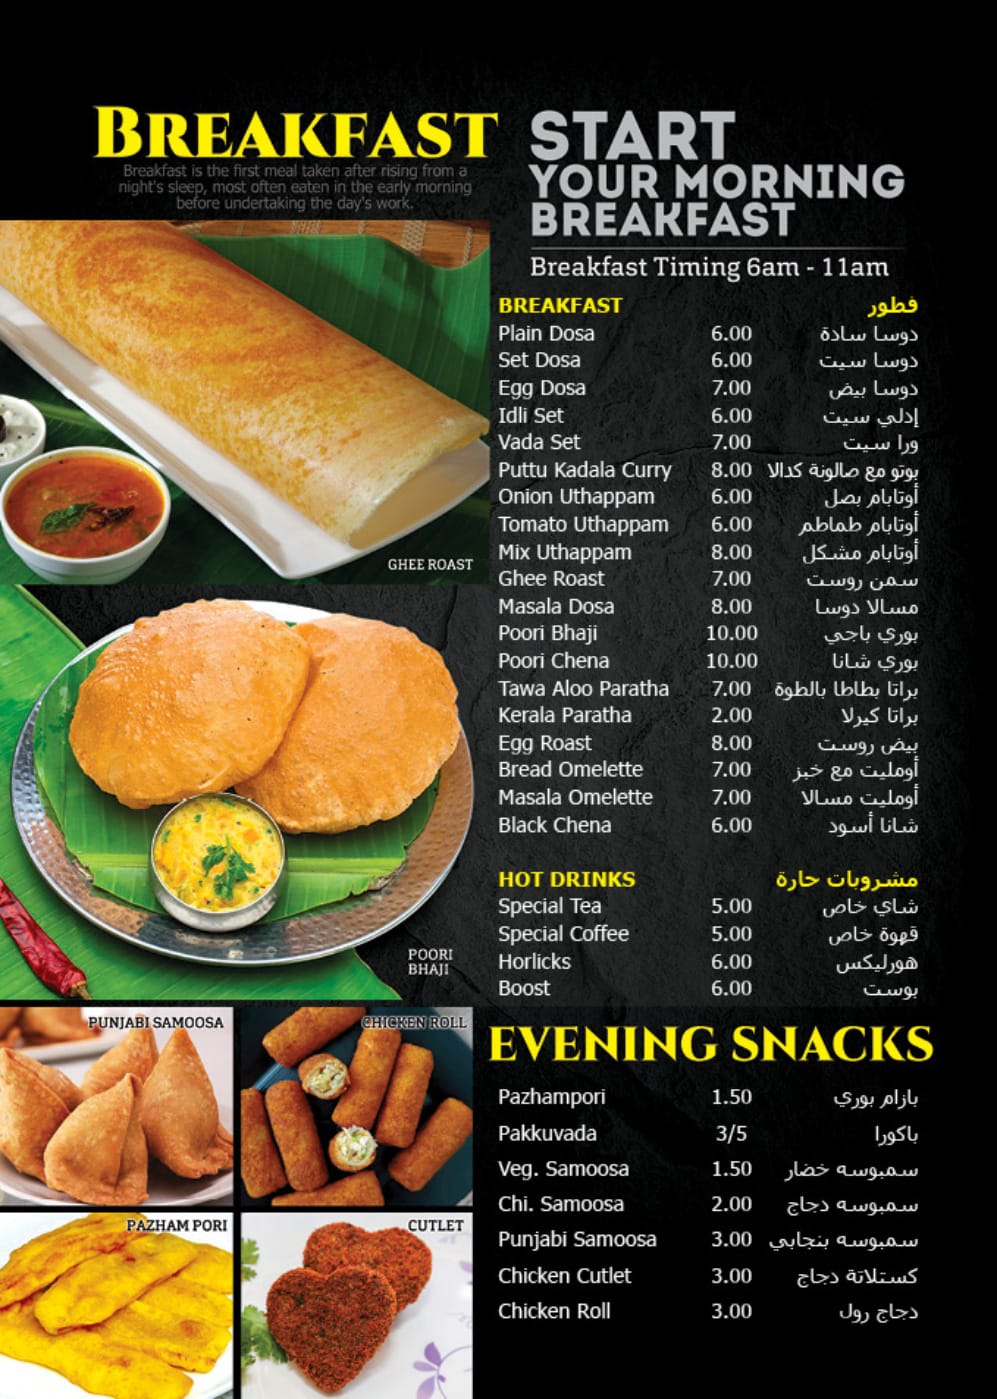 BREAKFAST
Breakfast is the first meal taken after rising from a
night's sleep, most often eaten in the early morning
before undertaking the day's work.
START
YOUR MORNING
BREAKFAST
Breakfast Timing 6am - 11am
GHEE ROAST
POORI
BHAJI
BREAKFAST فطور
Plain Dosa 6.00 دوسا سادة
Set Dosa 6.00 دوسا سيت
Egg Dosa 7.00 دوسا بيض
Idli Set 6.00 إدلي سيت
Vada Set 7.00 ورا سيت
Puttu Kadala Curry 8.00 بوتو مع صالونة كدالا
Onion Uthappam 6.00 أوتابام بصل
Tomato Uthappam 6.00 أوتابام طماطم
Mix Uthappam 8.00 أوتابام مشكل
Ghee Roast 7.00 سمن روست
Masala Dosa 8.00 مسالا دوسا
Poori Bhaji 10.00 بوري باجي
Poori Chena 10.00 بوري شانا
Tawa Aloo Paratha 7.00 براتا بطاطا بالطوة
Kerala Paratha 2.00 براتا كيرلا
Egg Roast 8.00 بيض روست
Bread Omelette 7.00 أومليت مع خبز
Masala Omelette 7.00 أومليت مسالا
Black Chena 6.00 شانا أسود
HOT DRINKS مشروبات حارة
Special Tea 5.00 شاي خاص
Special Coffee 5.00 قهوة خاص
Horlicks 6.00 هورليكس
Boost 6.00 بوست
PUNJABI SAMOOSA
CHICKEN ROLL
PAZHAM PORI
CUTLET
EVENING SNACKS
Pazhampori 1.50 بازام بوري
Pakkuvada 3/5 باكورا
Veg. Samoosa 1.50 سمبوسه خضار
Chi. Samoosa 2.00 سمبوسه دجاج
Punjabi Samoosa 3.00 سمبوسه بنجابي
Chicken Cutlet 3.00 كستلاتة دجاج
Chicken Roll 3.00 دجاج رول